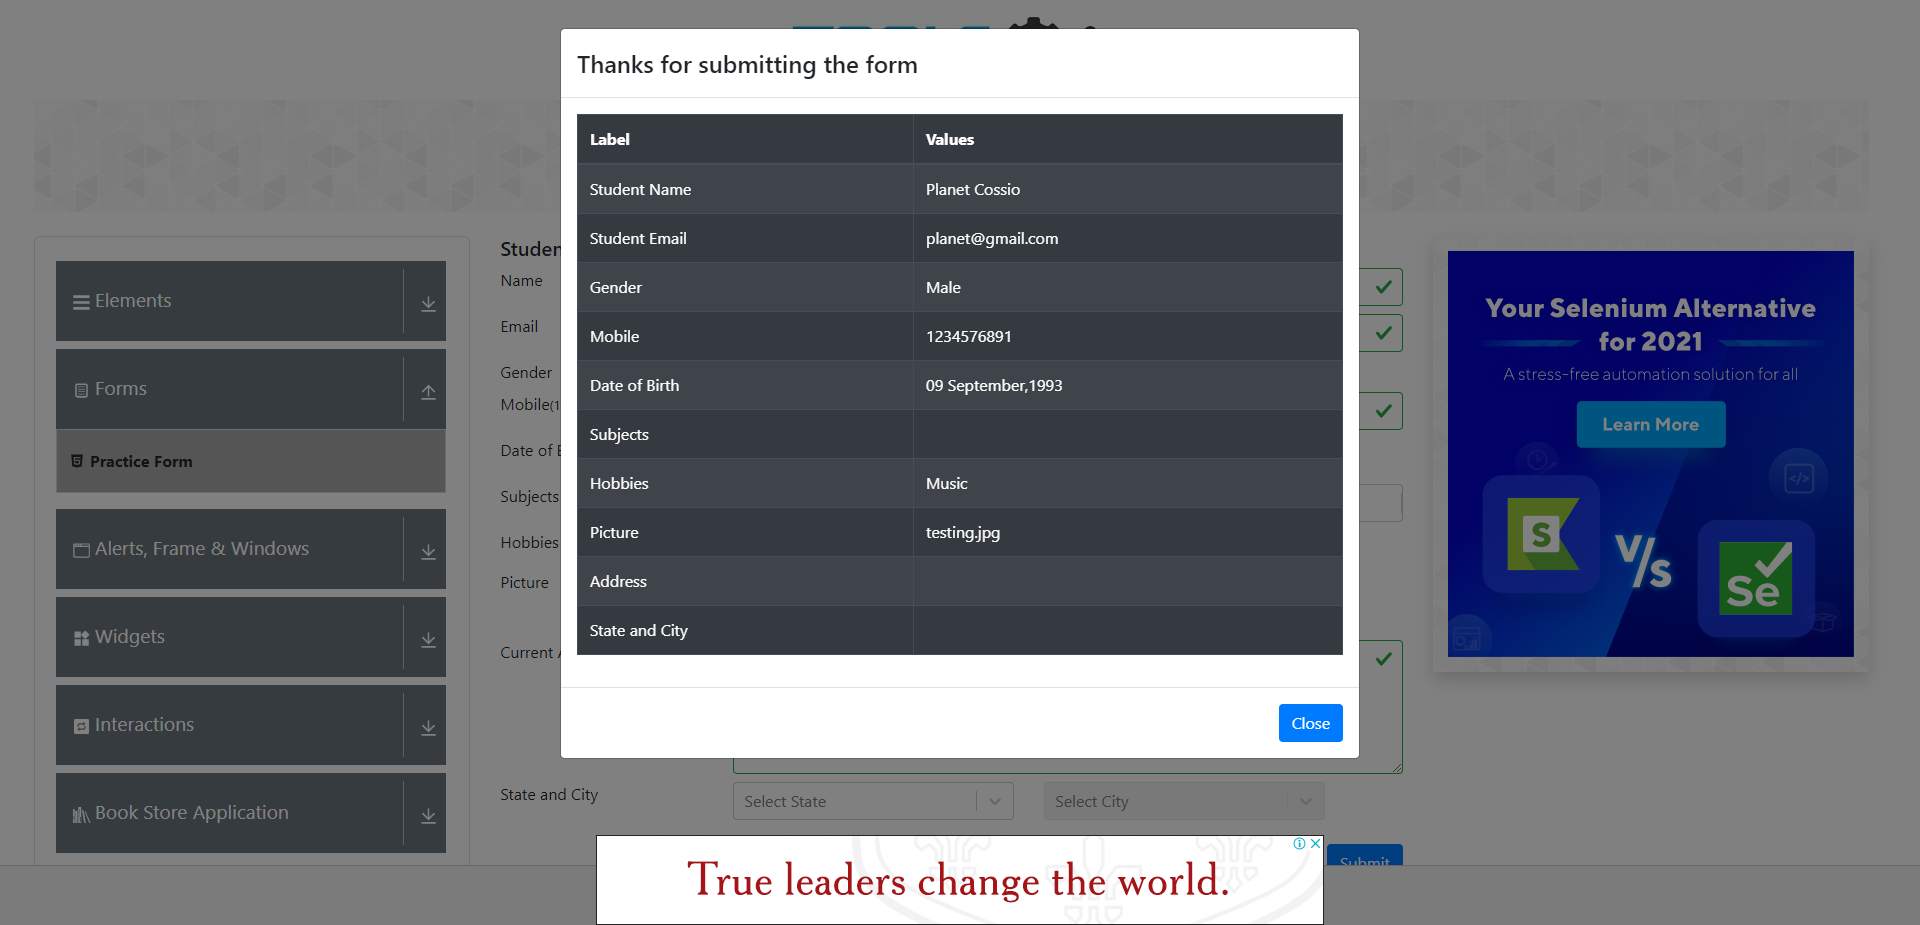 Thanks for submitting the form
Label Values
Student Name Planet Cossio
Student Email planet@gmail.com
Gender Male
Mobile 1234576891
Date of Birth 09 September,1993
Subjects
Hobbies Music
Picture testing.jpg
Address
State and City
Close
Elements
Forms
Practice Form
Alerts, Frame & Windows
Widgets
Interactions
Book Store Application
Name
Email
Gender
Mobile(1
Date of
Subjects
Hobbies
Picture
Current
State and City
Select State
Select City
Submit
Your Selenium Alternative
for 2021
A stress-free automation solution for all
Learn More
</>
S
V/s
Se
True leaders change the world.